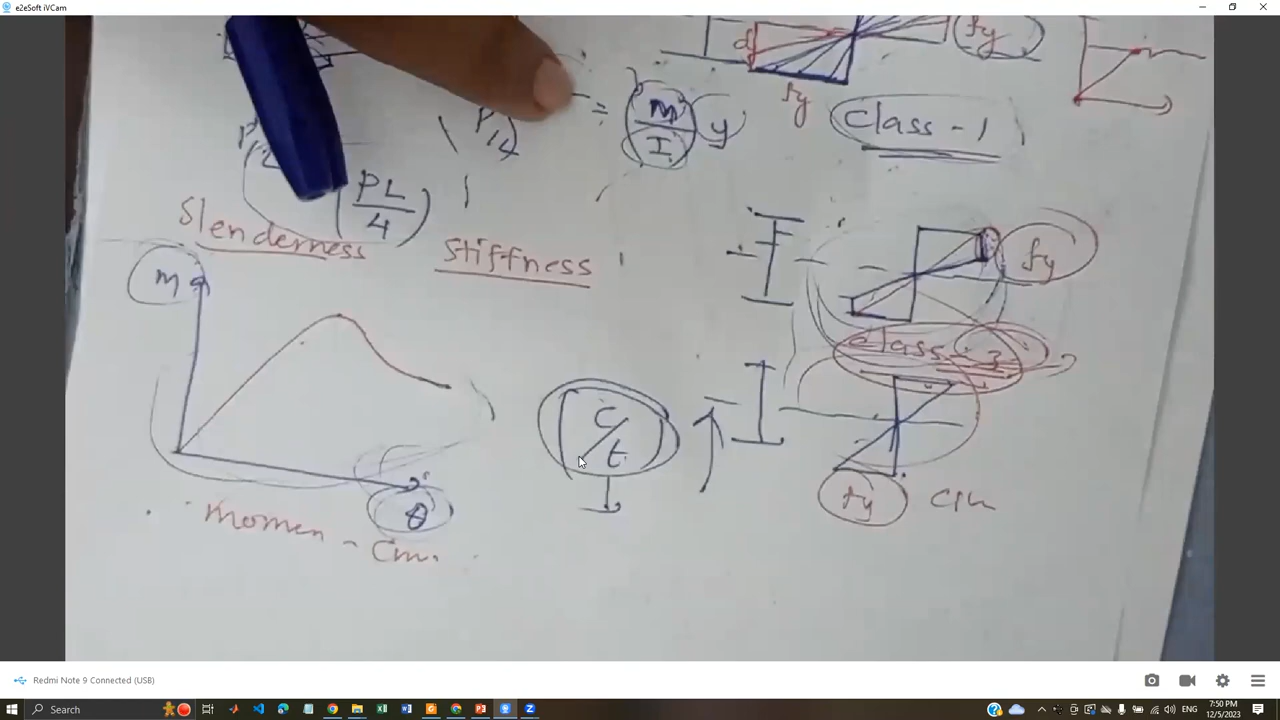 e2eSoft iVCam
d
fy
fy
= M/I y
class - 1
PL/4
Slenderness
Stiffness
M
fy
class - 3
c/t
θ
fy
Momen - Cm.
Redmi Note 9 Connected (USB)
Search
ENG
7:50 PM
12/5/2023